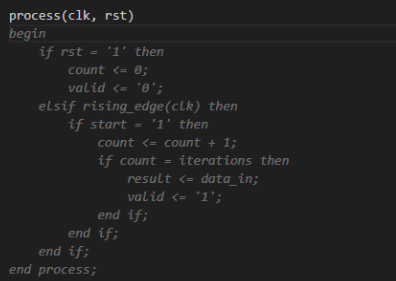 process(clk, rst)
begin
    if rst = '1' then
        count <= 0;
        valid <= '0';
    elsif rising_edge(clk) then
        if start = '1' then
            count <= count + 1;
            if count = iterations then
                result <= data_in;
                valid <= '1';
            end if;
        end if;
    end if;
end process;